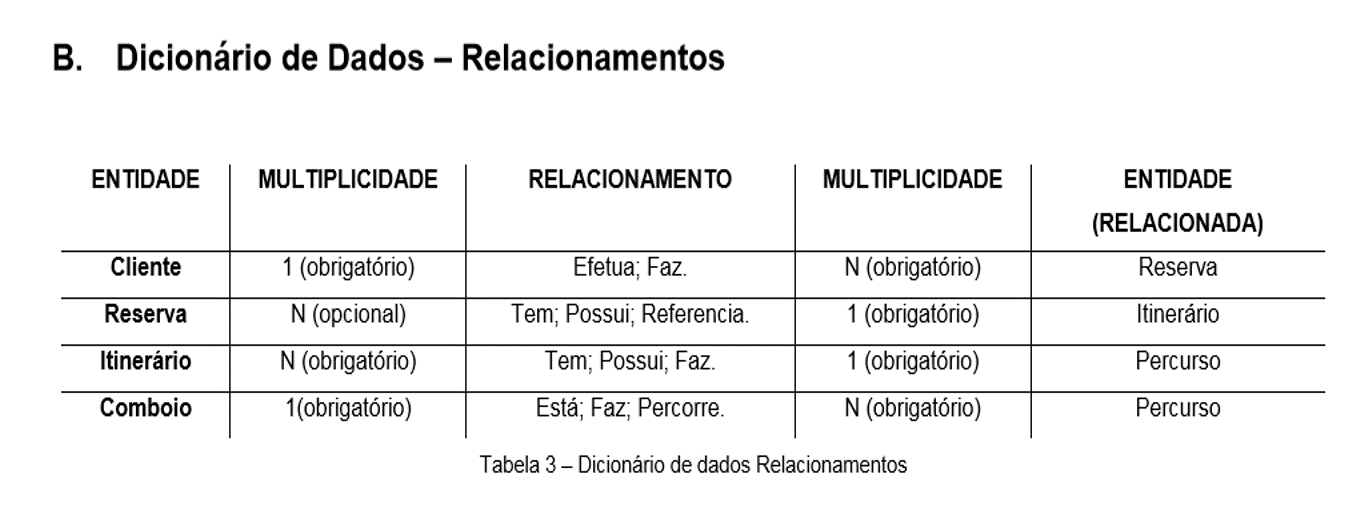 B. Dicionário de Dados – Relacionamentos
ENTIDADE MULTIPLICIDADE RELACIONAMENTO MULTIPLICIDADE ENTIDADE
(RELACIONADA)
Cliente 1 (obrigatório) Efetua; Faz. N (obrigatório) Reserva
Reserva N (opcional) Tem; Possui; Referencia. 1 (obrigatório) Itinerário
Itinerário N (obrigatório) Tem; Possui; Faz. 1 (obrigatório) Percurso
Comboio 1(obrigatório) Está; Faz; Percorre. N (obrigatório) Percurso
Tabela 3 – Dicionário de dados Relacionamentos